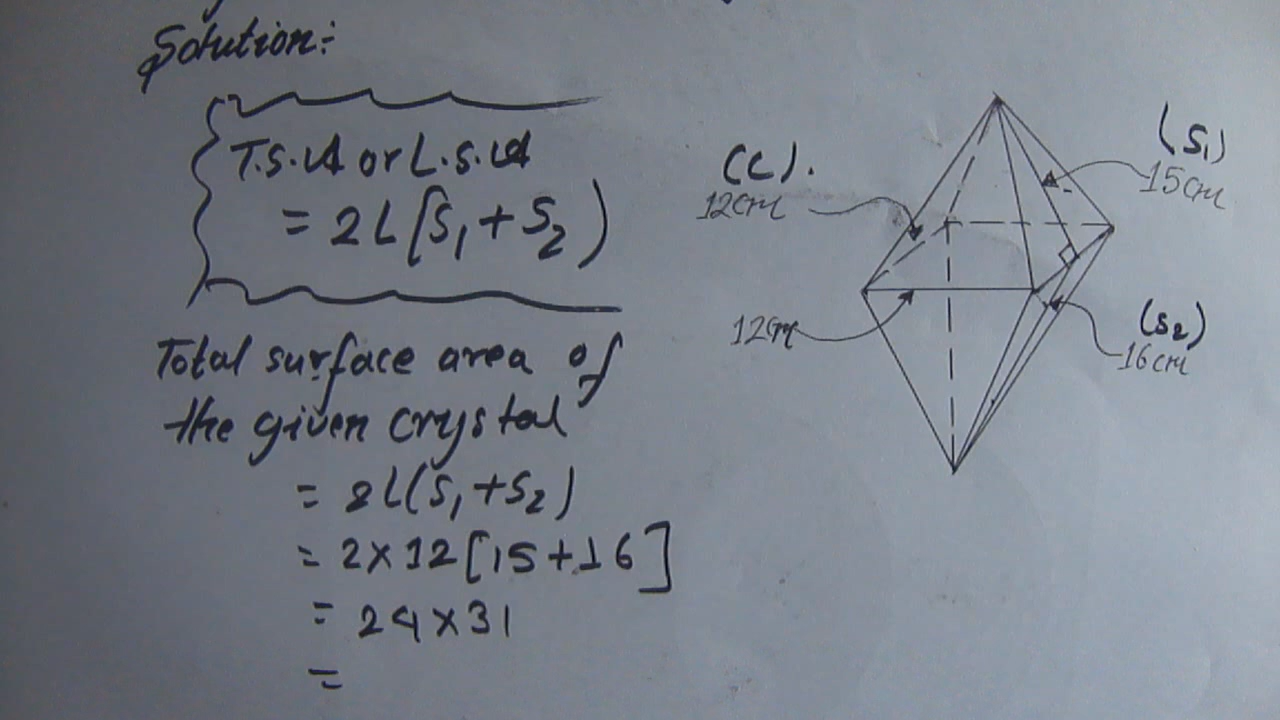 Solution:-
T.S.A or L.S.A
= 2L(S₁+S₂)
Total surface area of
the given crystal
= 2L(S₁+S₂)
= 2×12[15+16]
= 24×31
=
(L).
12cm
12cm
(S₁)
15cm
(S₂)
16cm